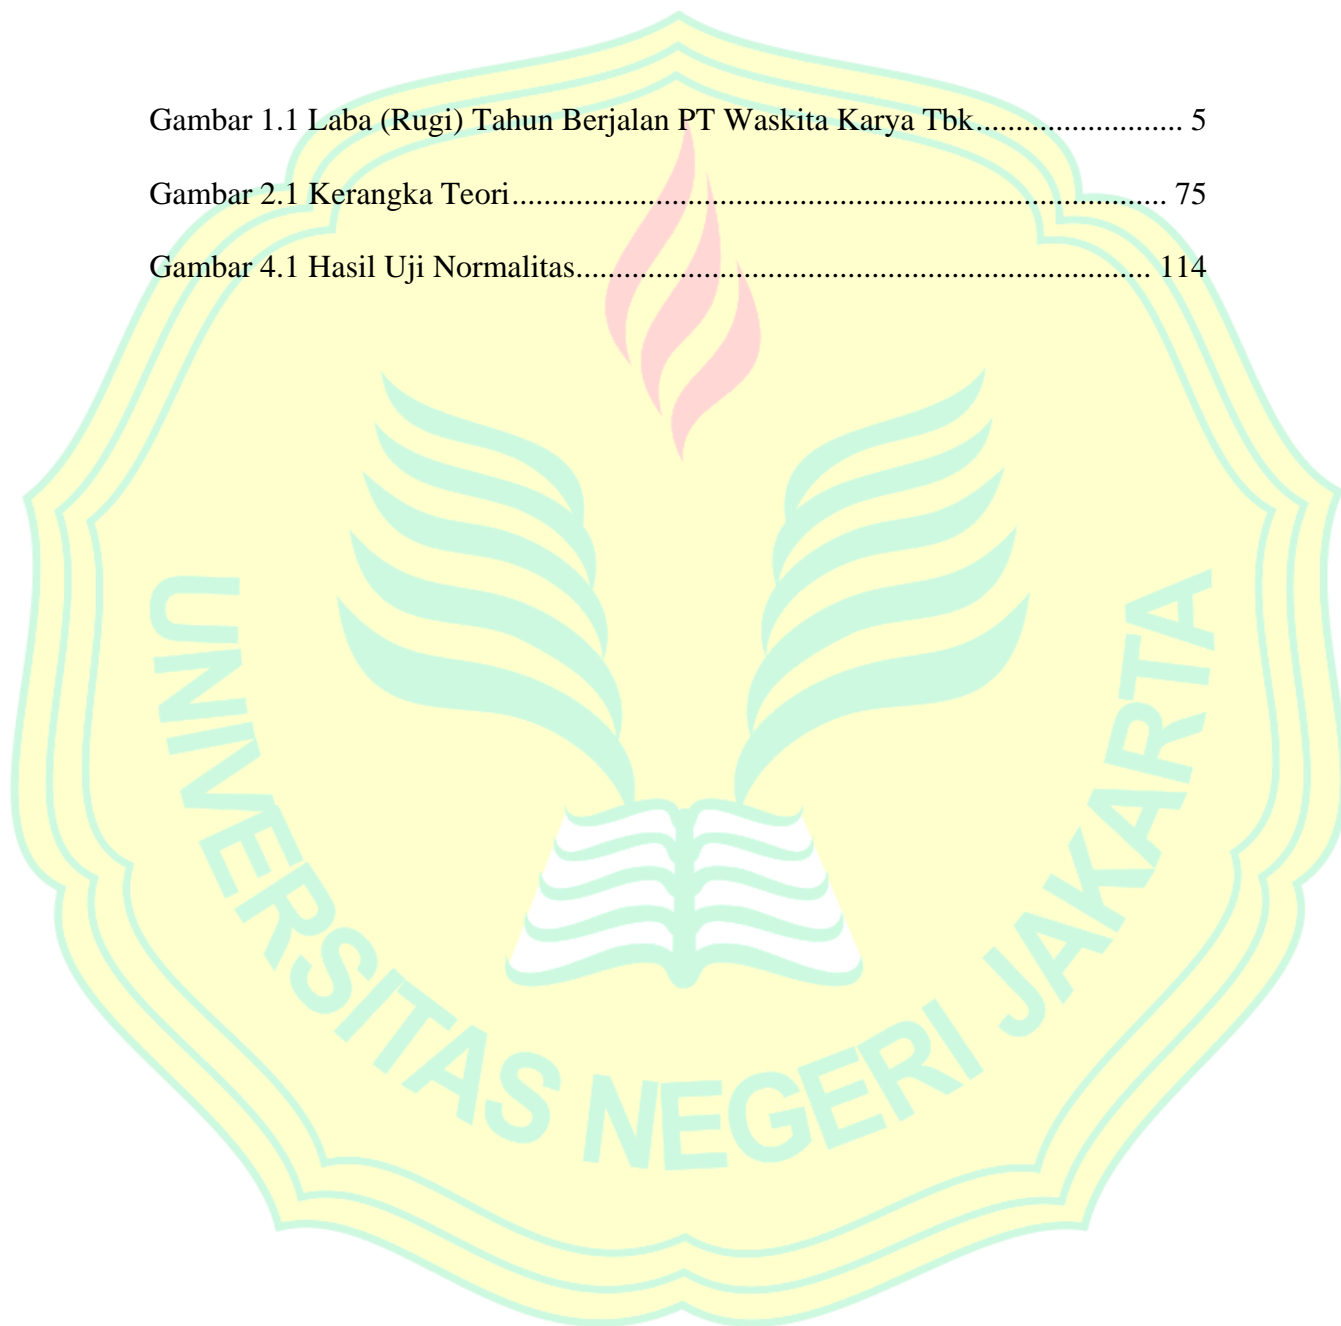 Gambar 1.1 Laba (Rugi) Tahun Berjalan PT Waskita Karya Tbk.......................... 5
Gambar 2.1 Kerangka Teori.................................................................................. 75
Gambar 4.1 Hasil Uji Normalitas........................................................................ 114
UNIVERSITAS NEGERI JAKARTA